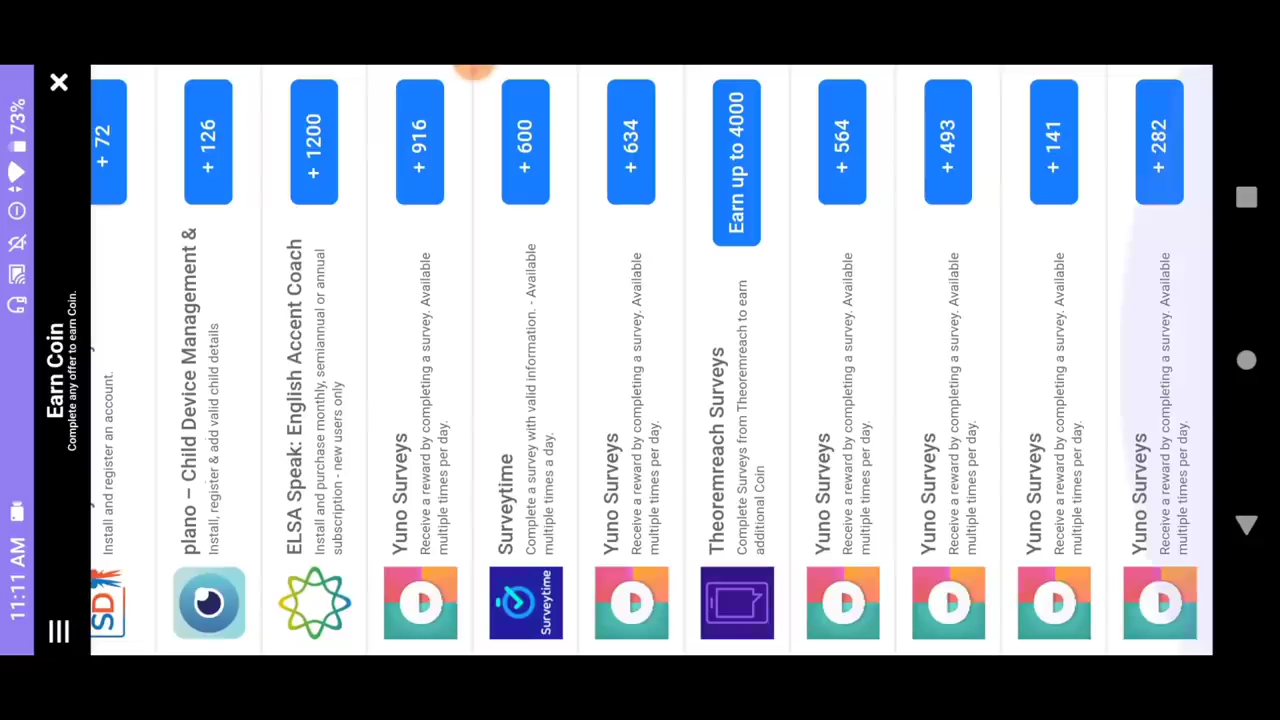 11:11 AM
73%
Earn Coin
Complete any offer to earn Coin.
SD
Install and register an account.
+ 72
plano – Child Device Management &
Install, register & add valid child details
+ 126
ELSA Speak: English Accent Coach
Install and purchase monthly, semiannual or annual
subscription - new users only
+ 1200
Yuno Surveys
Receive a reward by completing a survey. Available
multiple times per day.
+ 916
Surveytime
Surveytime
Complete a survey with valid information. - Available
multiple times a day.
+ 600
Yuno Surveys
Receive a reward by completing a survey. Available
multiple times per day.
+ 634
Theoremreach Surveys
Complete Surveys from Theoremreach to earn
additional Coin
Earn up to 4000
Yuno Surveys
Receive a reward by completing a survey. Available
multiple times per day.
+ 564
Yuno Surveys
Receive a reward by completing a survey. Available
multiple times per day.
+ 493
Yuno Surveys
Receive a reward by completing a survey. Available
multiple times per day.
+ 141
Yuno Surveys
Receive a reward by completing a survey. Available
multiple times per day.
+ 282